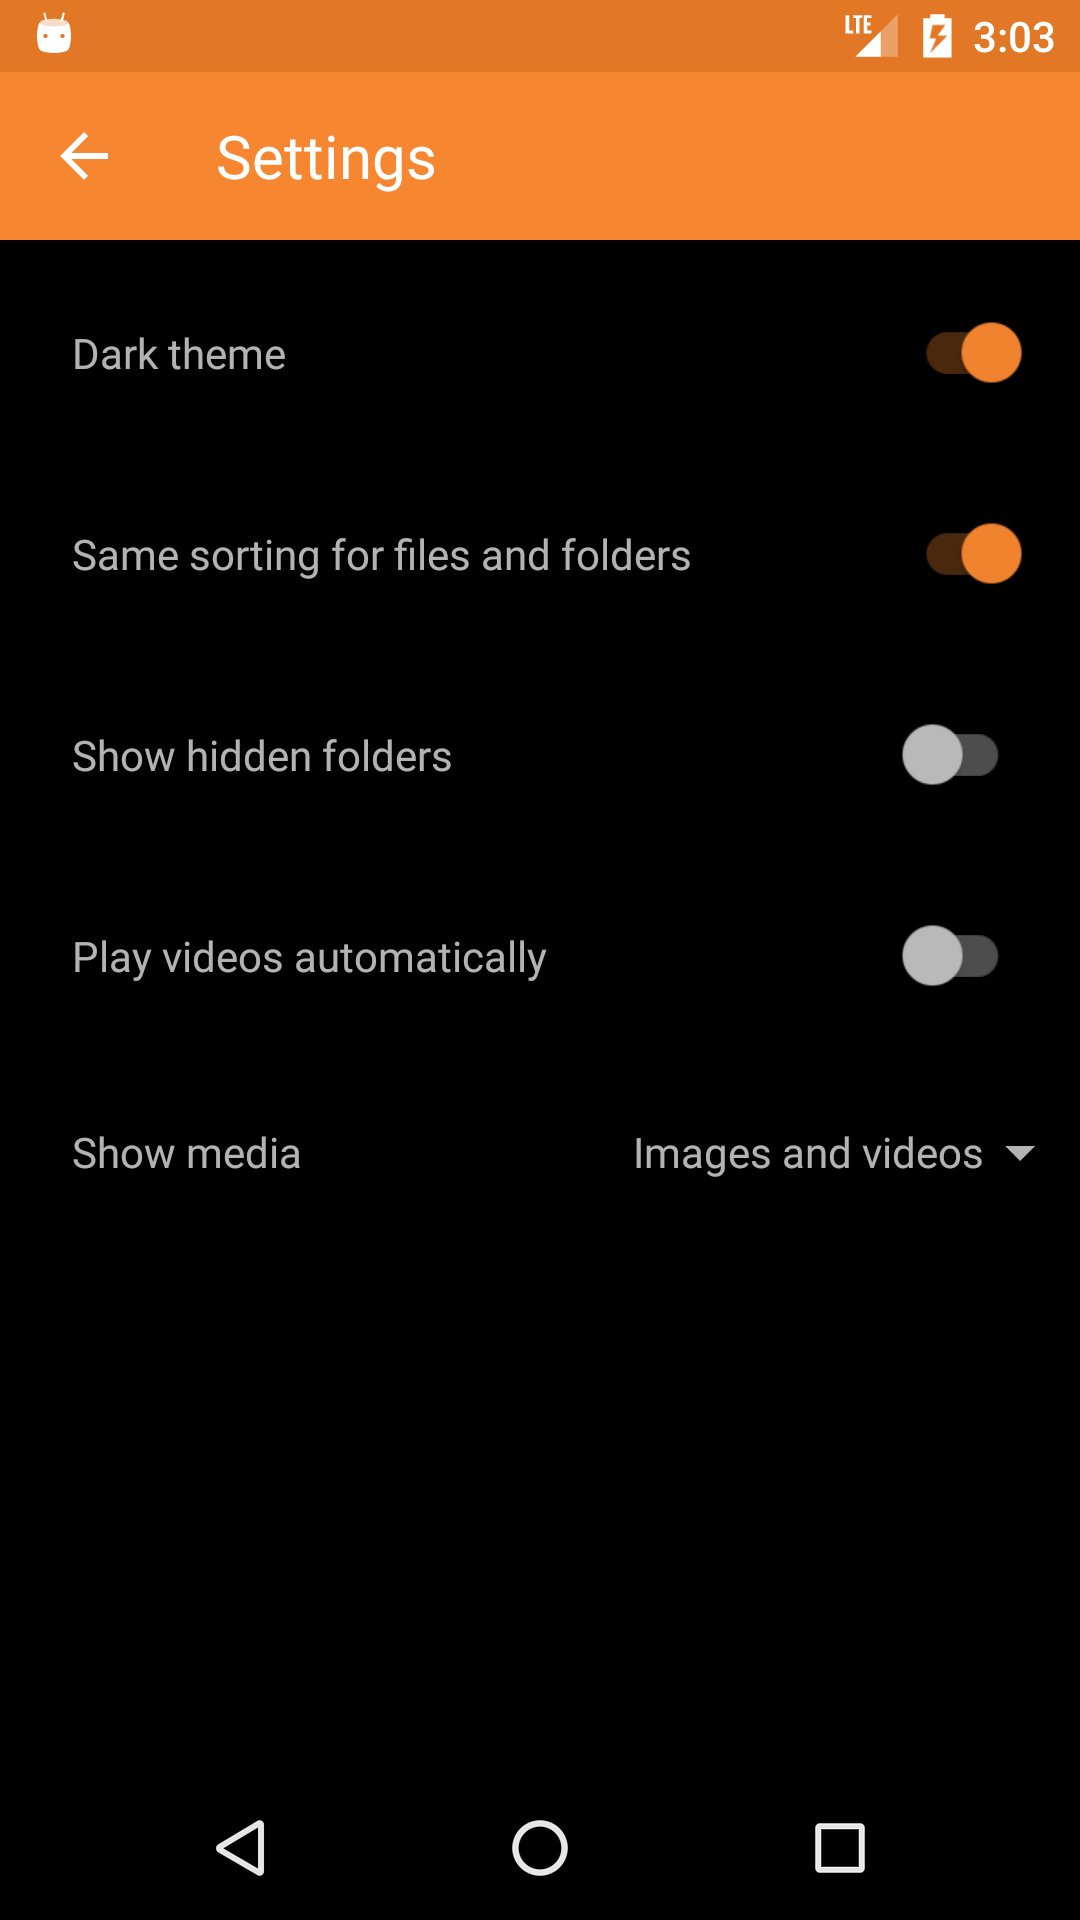 LTE 3:03
Settings
Dark theme
Same sorting for files and folders
Show hidden folders
Play videos automatically
Show media Images and videos